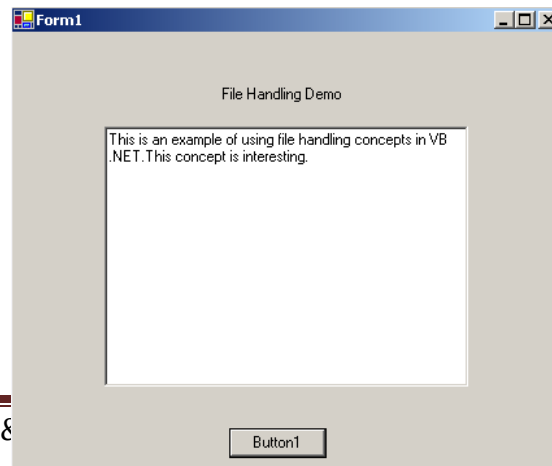 Form1
File Handling Demo
This is an example of using file handling concepts in VB
.NET.This concept is interesting.
&
Button1